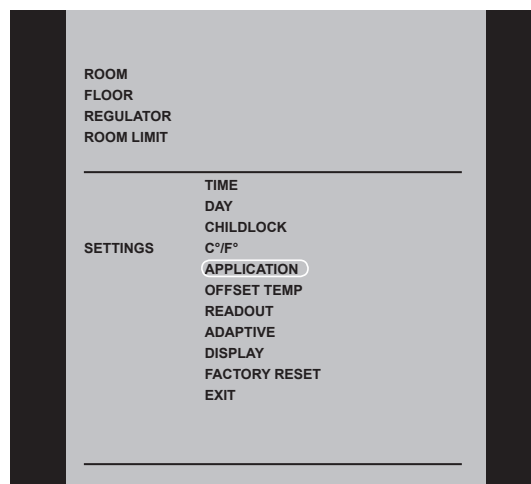 ROOM
FLOOR
REGULATOR
ROOM LIMIT
TIME
DAY
CHILDLOCK
SETTINGS C°/F°
APPLICATION
OFFSET TEMP
READOUT
ADAPTIVE
DISPLAY
FACTORY RESET
EXIT